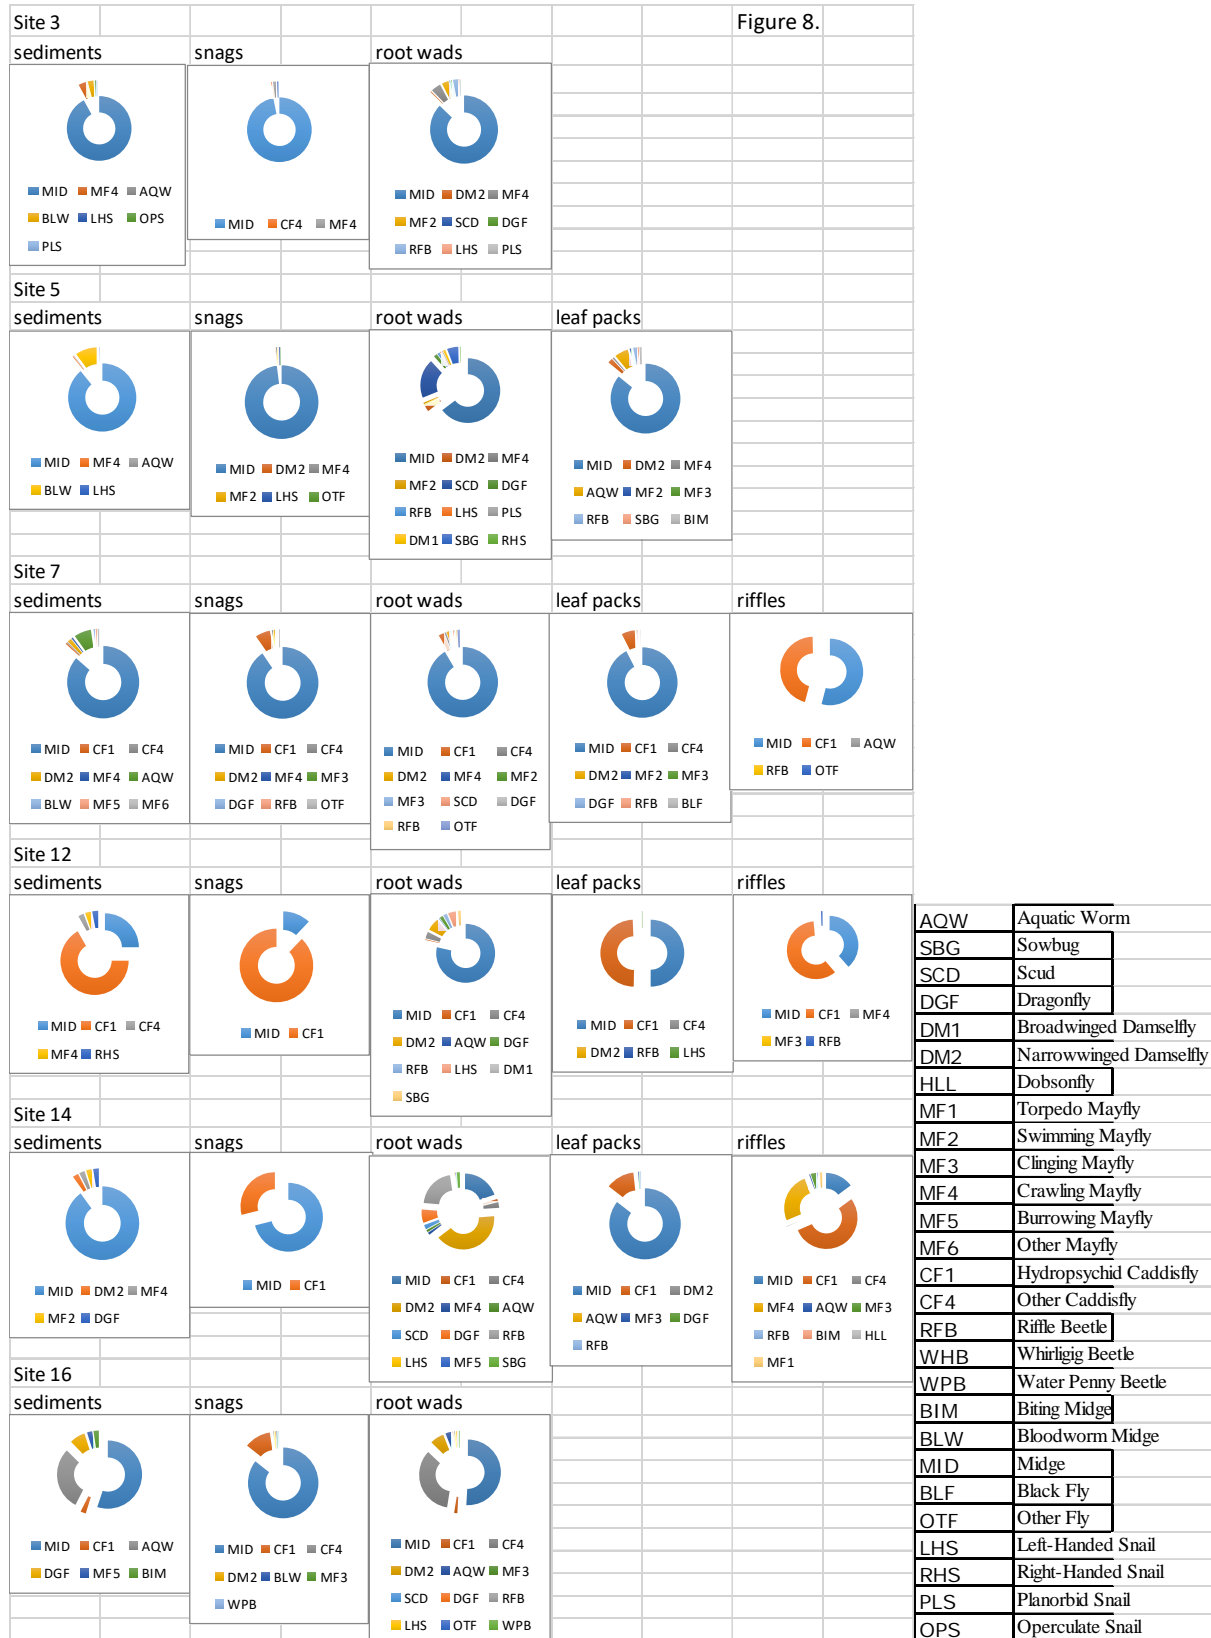 Site 3 Figure 8.
sediments snags root wads
MID MF4 AQW
BLW LHS OPS
PLS
MID CF4 MF4
MID DM2 MF4
MF2 SCD DGF
RFB LHS PLS
Site 5
sediments snags root wads leaf packs
MID MF4 AQW
BLW LHS
MID DM2 MF4
MF2 LHS OTF
MID DM2 MF4
MF2 SCD DGF
RFB LHS PLS
DM1 SBG RHS
MID DM2 MF4
AQW MF2 MF3
RFB SBG BIM
Site 7
sediments snags root wads leaf packs riffles
MID CF1 CF4
DM2 MF4 AQW
BLW MF5 MF6
MID CF1 CF4
DM2 MF4 MF3
DGF RFB OTF
MID CF1 CF4
DM2 MF4 MF2
MF3 SCD DGF
RFB OTF
MID CF1 CF4
DM2 MF2 MF3
DGF RFB BLF
MID CF1 AQW
RFB OTF
Site 12
sediments snags root wads leaf packs riffles
MID CF1 CF4
MF4 RHS
MID CF1
MID CF1 CF4
DM2 AQW DGF
RFB LHS DM1
SBG
MID CF1 CF4
DM2 RFB LHS
MID CF1 MF4
MF3 RFB
Site 14
sediments snags root wads leaf packs riffles
MID DM2 MF4
MF2 DGF
MID CF1
MID CF1 CF4
DM2 MF4 AQW
SCD DGF RFB
LHS MF5 SBG
MID CF1 DM2
AQW MF3 DGF
RFB
MID CF1 CF4
MF4 AQW MF3
RFB BIM HLL
MF1
Site 16
sediments snags root wads
MID CF1 AQW
DGF MF5 BIM
MID CF1 CF4
DM2 BLW MF3
WPB
MID CF1 CF4
DM2 AQW MF3
SCD DGF RFB
LHS OTF WPB
AQW Aquatic Worm
SBG Sowbug
SCD Scud
DGF Dragonfly
DM1 Broadwinged Damselfly
DM2 Narrowwinged Damselfly
HLL Dobsonfly
MF1 Torpedo Mayfly
MF2 Swimming Mayfly
MF3 Clinging Mayfly
MF4 Crawling Mayfly
MF5 Burrowing Mayfly
MF6 Other Mayfly
CF1 Hydropsychid Caddisfly
CF4 Other Caddisfly
RFB Riffle Beetle
WHB Whirligig Beetle
WPB Water Penny Beetle
BIM Biting Midge
BLW Bloodworm Midge
MID Midge
BLF Black Fly
OTF Other Fly
LHS Left-Handed Snail
RHS Right-Handed Snail
PLS Planorbid Snail
OPS Operculate Snail